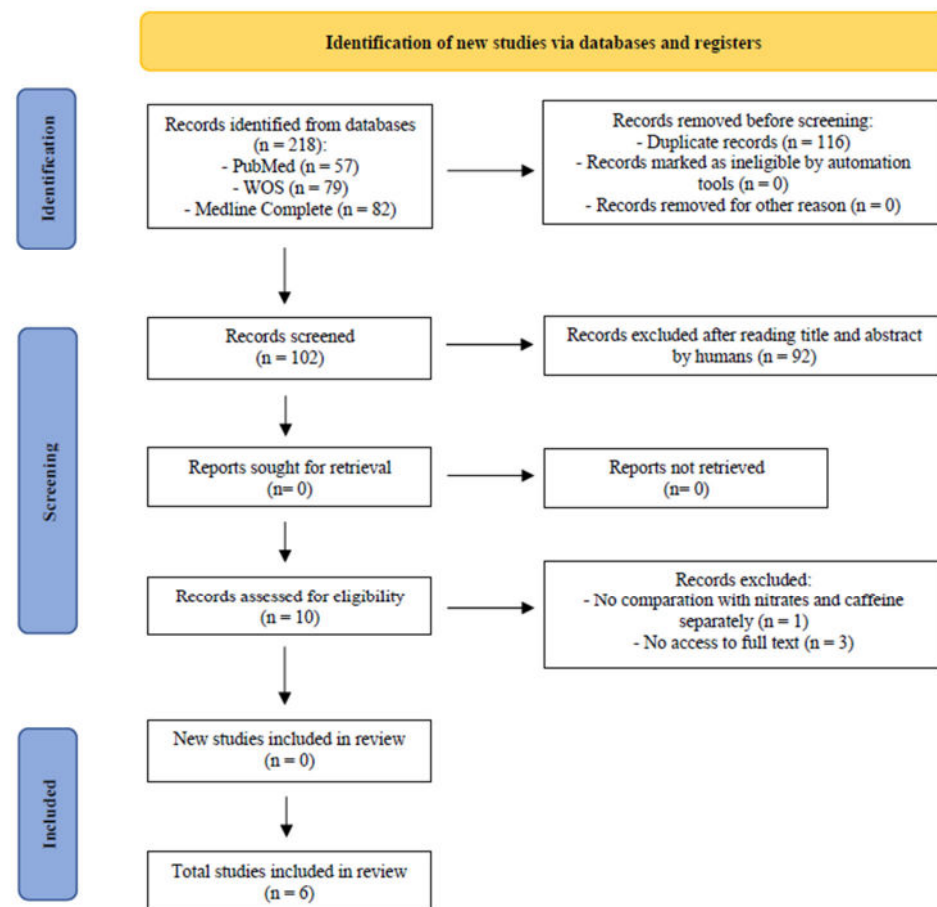 Identification of new studies via databases and registers
Identification
Records identified from databases
(n = 218):
- PubMed (n = 57)
- WOS (n = 79)
- Medline Complete (n = 82)
Records removed before screening:
- Duplicate records (n = 116)
- Records marked as ineligible by automation
tools (n = 0)
- Records removed for other reason (n = 0)
Screening
Records screened
(n = 102)
Records excluded after reading title and abstract
by humans (n = 92)
Reports sought for retrieval
(n= 0)
Reports not retrieved
(n= 0)
Records assessed for eligibility
(n = 10)
Records excluded:
- No comparation with nitrates and caffeine
separately (n = 1)
- No access to full text (n = 3)
Included
New studies included in review
(n = 0)
Total studies included in review
(n = 6)